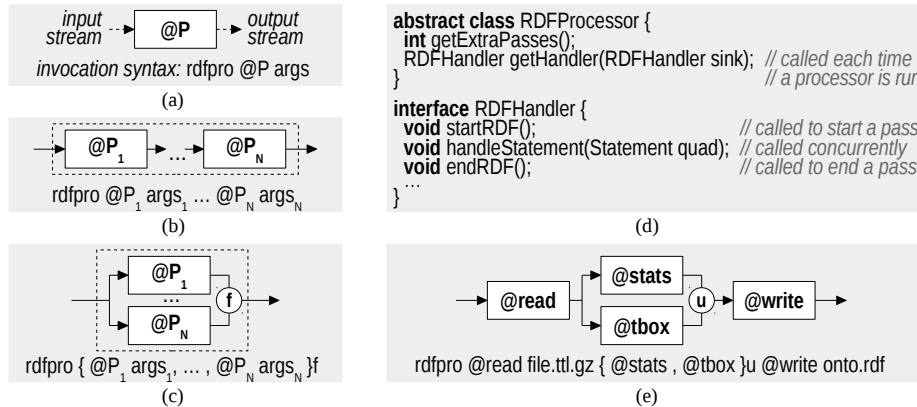 input stream
@P
output stream
invocation syntax: rdfpro @P args
(a)
@P1 ... @PN
rdfpro @P1 args1 ... @PN argsN
(b)
@P1
...
@PN
f
rdfpro { @P1 args1, ... , @PN argsN }f
(c)
abstract class RDFProcessor {
int getExtraPasses();
RDFHandler getHandler(RDFHandler sink); // called each time
} // a processor is run
interface RDFHandler {
void startRDF(); // called to start a pass
void handleStatement(Statement quad); // called concurrently
void endRDF(); // called to end a pass
...
}
(d)
@read
@stats
@tbox
u
@write
rdfpro @read file.ttl.gz { @stats , @tbox }u @write onto.rdf
(e)